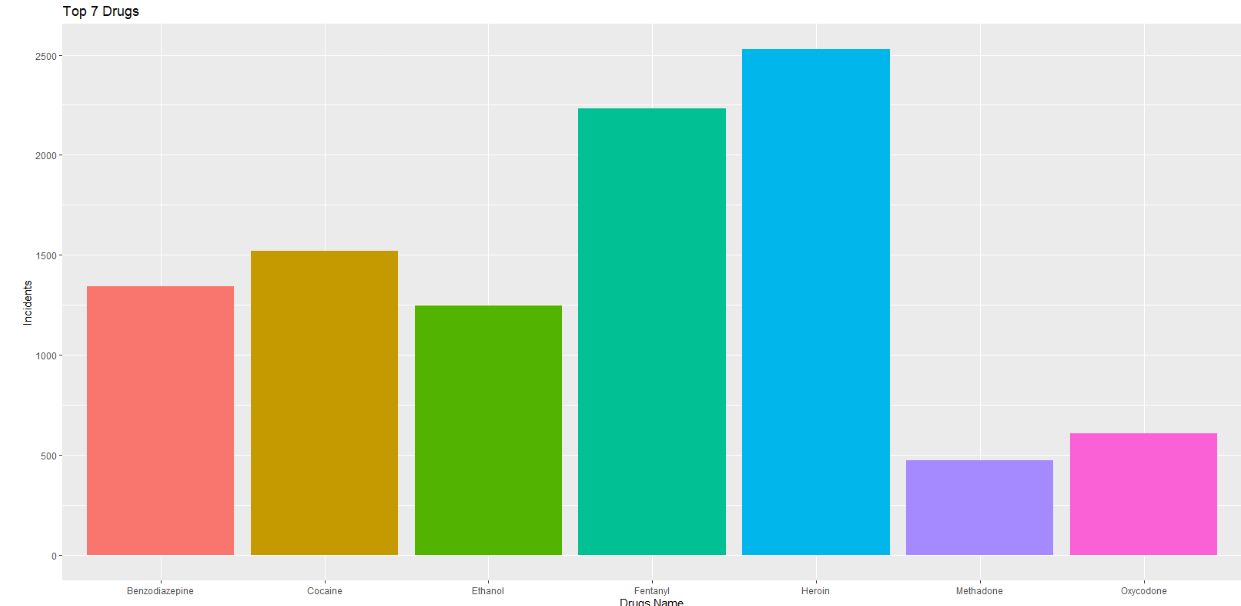 Top 7 Drugs
Incidents
2500
2000
1500
1000
500
0
Benzodiazepine Cocaine Ethanol Fentanyl Heroin Methadone Oxycodone
Drugs Name